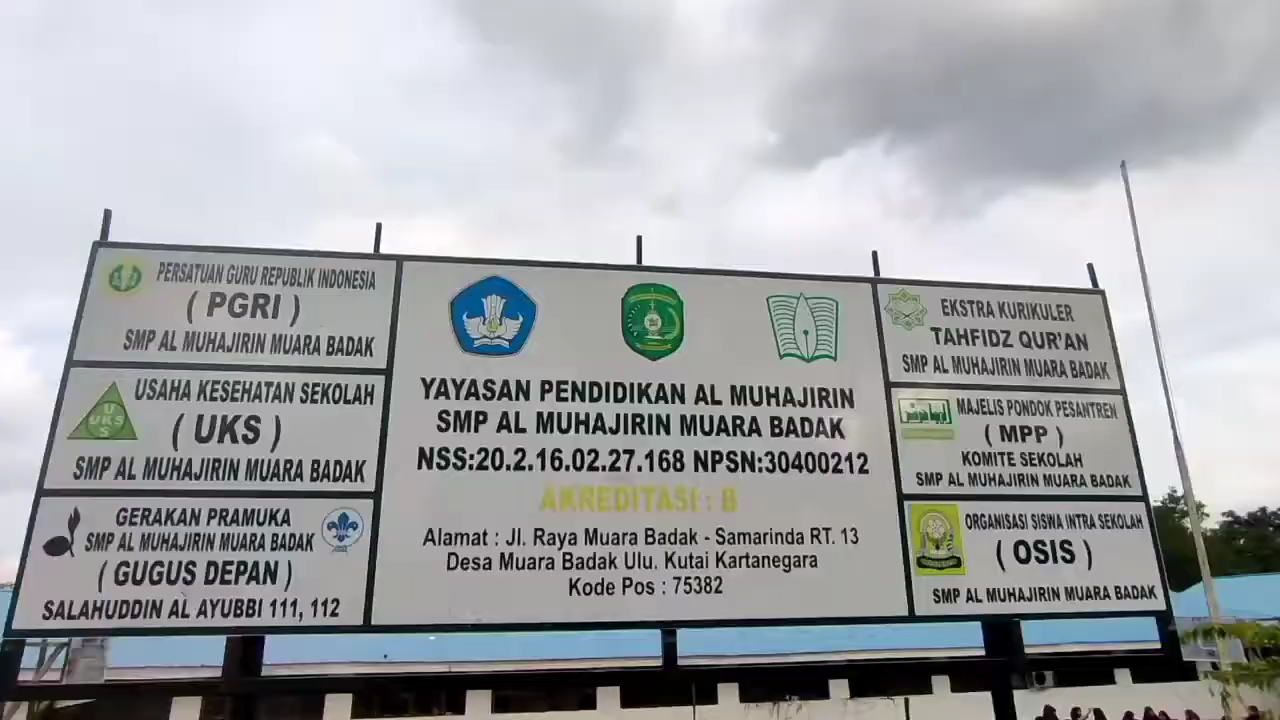 PERSATUAN GURU REPUBLIK INDONESIA
( PGRI )
SMP AL MUHAJIRIN MUARA BADAK
UKS
USAHA KESEHATAN SEKOLAH
( UKS )
SMP AL MUHAJIRIN MUARA BADAK
GERAKAN PRAMUKA
SMP AL MUHAJIRIN MUARA BADAK
( GUGUS DEPAN )
SALAHUDDIN AL AYUBBI 111, 112
YAYASAN PENDIDIKAN AL MUHAJIRIN
SMP AL MUHAJIRIN MUARA BADAK
NSS:20.2.16.02.27.168 NPSN:30400212
AKREDITASI : B
Alamat : Jl. Raya Muara Badak - Samarinda RT. 13
Desa Muara Badak Ulu. Kutai Kartanegara
Kode Pos : 75382
EKSTRA KURIKULER
TAHFIDZ QUR'AN
SMP AL MUHAJIRIN MUARA BADAK
MAJELIS PONDOK PESANTREN
( MPP )
KOMITE SEKOLAH
SMP AL MUHAJIRIN MUARA BADAK
ORGANISASI SISWA INTRA SEKOLAH
( OSIS )
SMP AL MUHAJIRIN MUARA BADAK